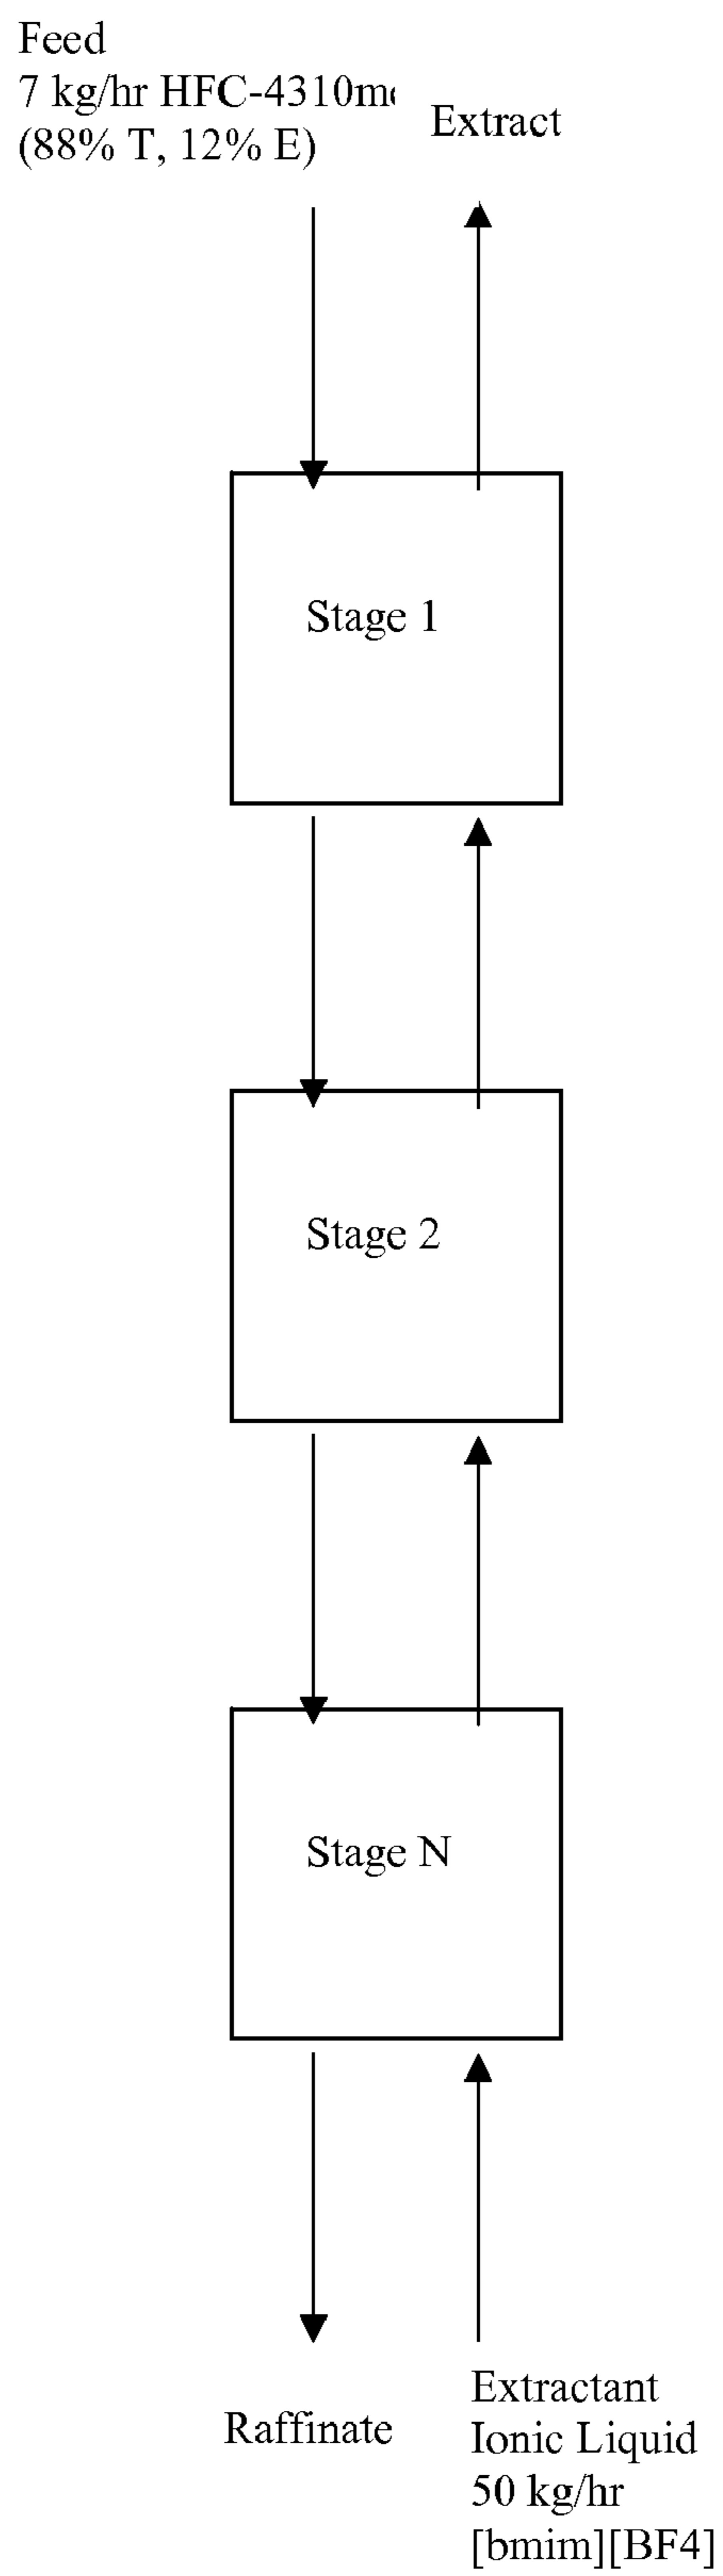 Feed
7 kg/hr HFC-4310m
(88% T, 12% E)
Extract
Stage 1
Stage 2
Stage N
Raffinate
Extractant
Ionic Liquid
50 kg/hr
[bmim][BF4]